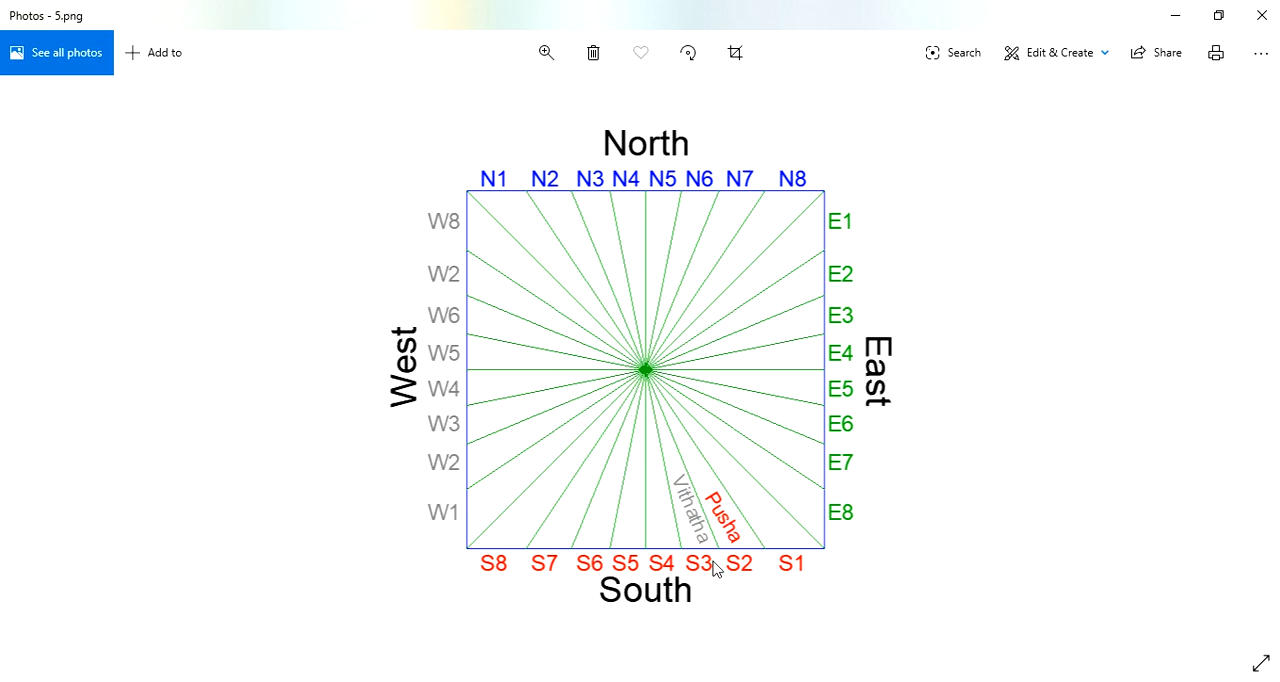 Photos - 5.png
See all photos
Add to
Search
Edit & Create
Share
North
N1 N2 N3 N4 N5 N6 N7 N8
W8
W2
W6
W5
W4
W3
W2
W1
West
E1
E2
E3
E4
E5
E6
E7
E8
East
Vithatha
Pusha
S8 S7 S6 S5 S4 S3 S2 S1
South